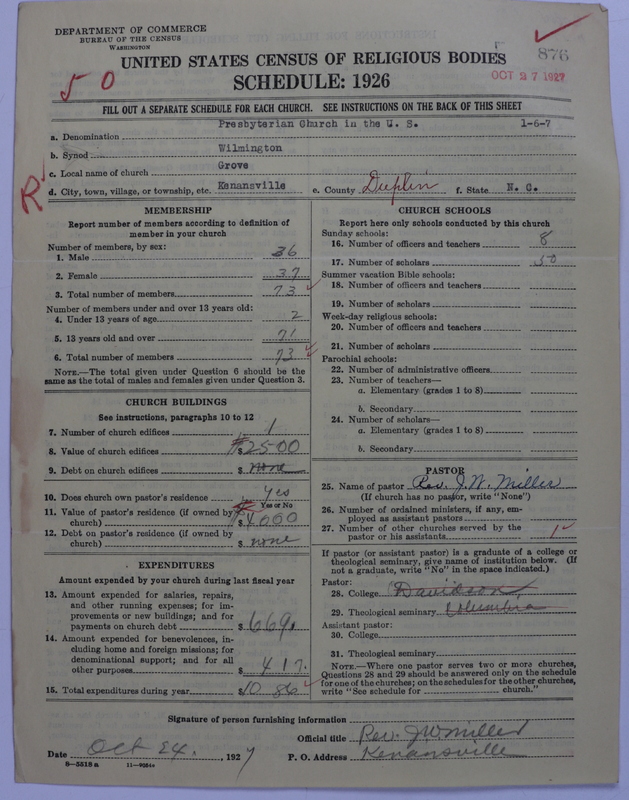 DEPARTMENT OF COMMERCE
BUREAU OF THE CENSUS
WASHINGTON
876
OCT 27 1927
UNITED STATES CENSUS OF RELIGIOUS BODIES
SCHEDULE: 1926
5 0
FILL OUT A SEPARATE SCHEDULE FOR EACH CHURCH. SEE INSTRUCTIONS ON THE BACK OF THIS SHEET
a. Denomination Presbyterian Church in the U. S. 1-6-7
b. Synod Wilmington
c. Local name of church Grove
R
d. City, town, village, or township, etc. Kenansville e. County Duplin f. State N. C.
MEMBERSHIP
Report number of members according to definition of
member in your church
Number of members, by sex:
1. Male 36
2. Female 37
3. Total number of members 73
Number of members under and over 13 years old:
4. Under 13 years of age 2
5. 13 years old and over 71
6. Total number of members 73
NOTE.—The total given under Question 6 should be the
same as the total of males and females given under Question 3.
CHURCH BUILDINGS
See instructions, paragraphs 10 to 12
7. Number of church edifices 1
8. Value of church edifices $2500
9. Debt on church edifices $ none
10. Does church own pastor's residence Yes
Yes or No
11. Value of pastor's residence (if owned by
church) $4000
12. Debt on pastor's residence (if owned by
church) $ none
EXPENDITURES
Amount expended by your church during last fiscal year
13. Amount expended for salaries, repairs,
and other running expenses; for im-
provements or new buildings; and for
payments on church debt $ 669.
14. Amount expended for benevolences, in-
cluding home and foreign missions; for
denominational support; and for all
other purposes $ 417.
15. Total expenditures during year $10 86
CHURCH SCHOOLS
Report here only schools conducted by this church
Sunday schools:
16. Number of officers and teachers 8
17. Number of scholars 50
Summer vacation Bible schools:
18. Number of officers and teachers
19. Number of scholars
Week-day religious schools:
20. Number of officers and teachers
21. Number of scholars
Parochial schools:
22. Number of administrative officers
23. Number of teachers—
a. Elementary (grades 1 to 8)
b. Secondary
24. Number of scholars—
a. Elementary (grades 1 to 8)
b. Secondary
PASTOR
25. Name of pastor Rev. J. W. Miller
(If church has no pastor, write "None")
26. Number of ordained ministers, if any, em-
ployed as assistant pastors
27. Number of other churches served by the
pastor or his assistants 1
If pastor (or assistant pastor) is a graduate of a college or
theological seminary, give name of institution below. (If
not a graduate, write "No" in the space indicated.)
Pastor:
28. College Davidson
29. Theological seminary Columbia
Assistant pastor:
30. College
31. Theological seminary
NOTE.—Where one pastor serves two or more churches,
Questions 28 and 29 should be answered only on the schedule
for one of the churches; on the schedules for the other churches,
write "See schedule for church."
Signature of person furnishing information
Official title Rev. J W Miller
Date Oct 24. , 1927 P. O. Address Kenansville
8—5518 a